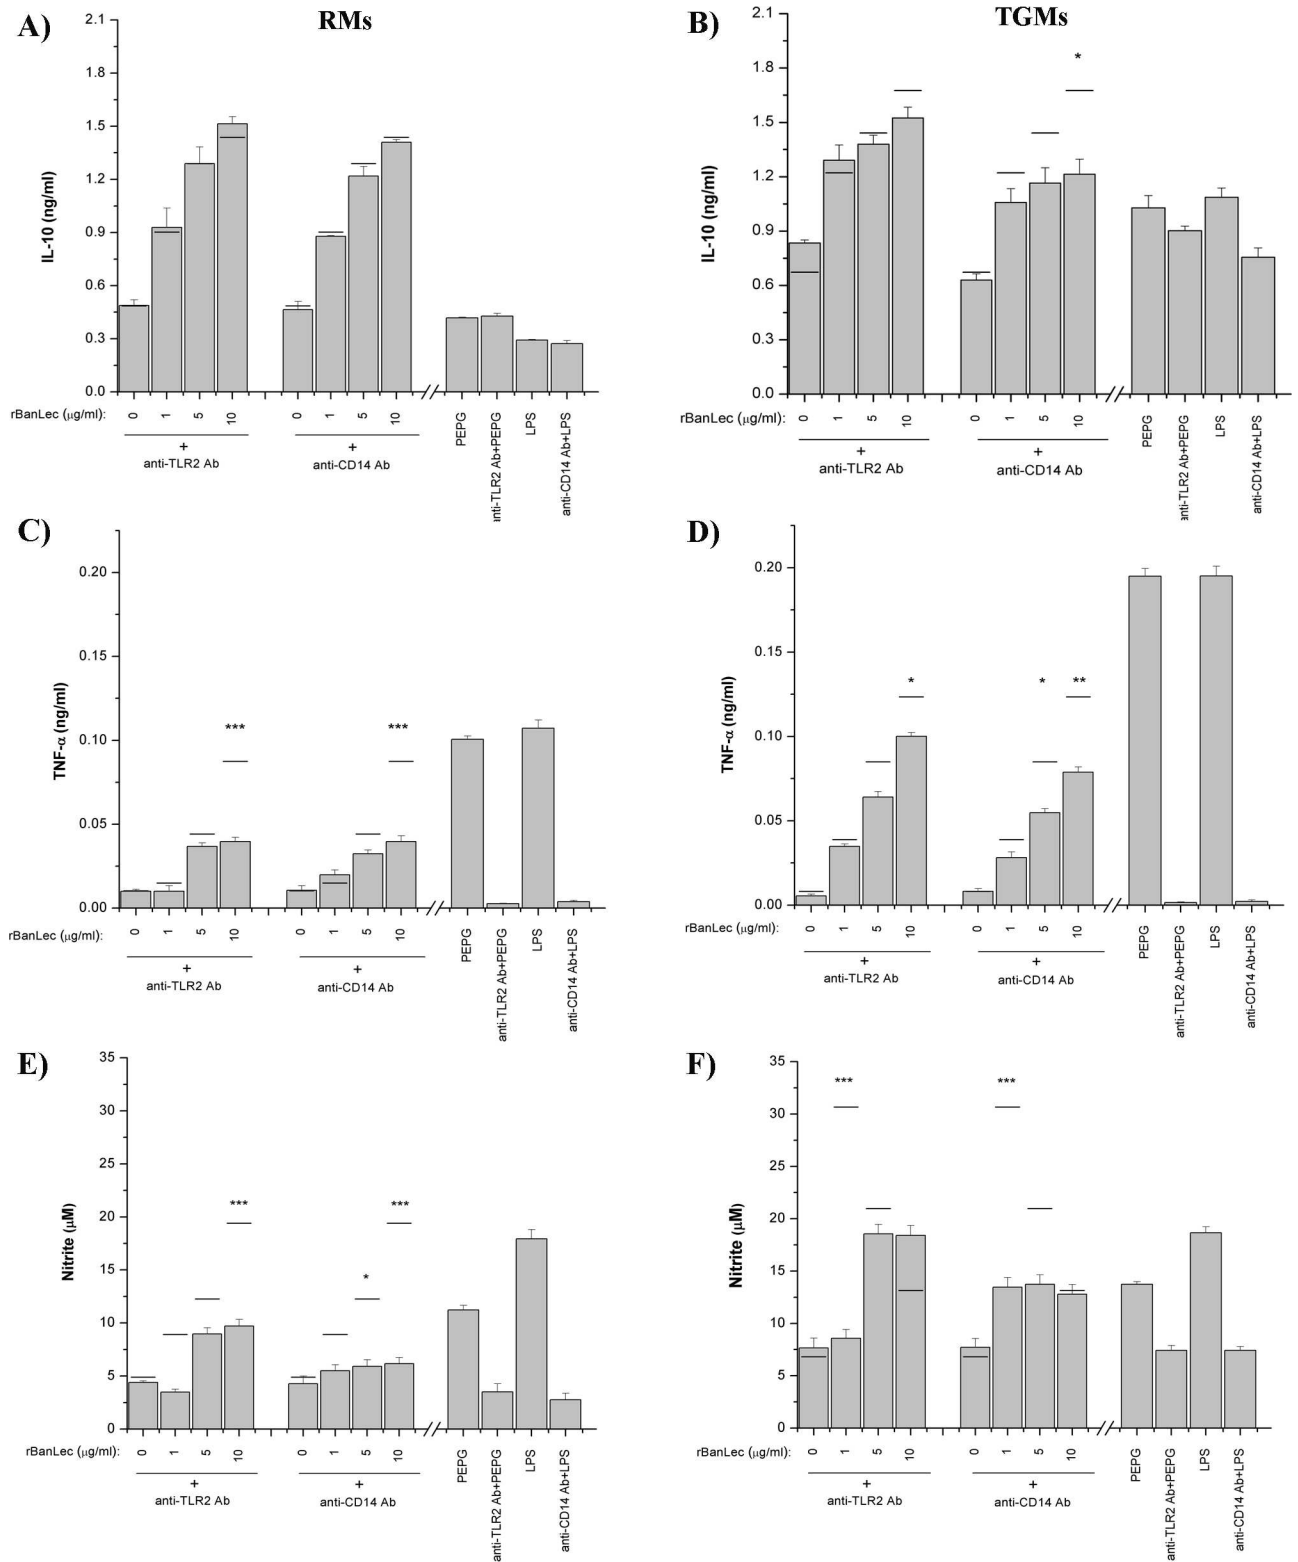 A)
RMs
2.1
1.8
1.5
1.2
0.9
0.6
0.3
0.0
IL-10 (ng/ml)
rBanLec (μg/ml):
0 1 5 10
0 1 5 10
+
anti-TLR2 Ab
+
anti-CD14 Ab
PEPG
nti-TLR2 Ab+PEPG
LPS
anti-CD14 Ab+LPS
B)
TGMs
2.1
1.8
1.5
1.2
0.9
0.6
0.3
0.0
IL-10 (ng/ml)
*
rBanLec (μg/ml):
0 1 5 10
0 1 5 10
+
anti-TLR2 Ab
+
anti-CD14 Ab
PEPG
nti-TLR2 Ab+PEPG
LPS
anti-CD14 Ab+LPS
C)
0.20
0.15
0.10
0.05
0.00
TNF-α (ng/ml)
***
***
rBanLec (μg/ml):
0 1 5 10
0 1 5 10
+
anti-TLR2 Ab
+
anti-CD14 Ab
PEPG
anti-TLR2 Ab+PEPG
LPS
anti-CD14 Ab+LPS
D)
0.20
0.15
0.10
0.05
0.00
TNF-α (ng/ml)
*
*
**
rBanLec (μg/ml):
0 1 5 10
0 1 5 10
+
anti-TLR2 Ab
+
anti-CD14 Ab
PEPG
anti-TLR2 Ab+PEPG
LPS
anti-CD14 Ab+LPS
E)
35
30
25
20
15
10
5
0
Nitrite (μM)
***
*
***
rBanLec (μg/ml):
0 1 5 10
0 1 5 10
+
anti-TLR2 Ab
+
anti-CD14 Ab
PEPG
anti-TLR2 Ab+PEPG
LPS
anti-CD14 Ab+LPS
F)
35
30
25
20
15
10
5
0
Nitrite (μM)
***
***
rBanLec (μg/ml):
0 1 5 10
0 1 5 10
+
anti-TLR2 Ab
+
anti-CD14 Ab
PEPG
anti-TLR2 Ab+PEPG
LPS
anti-CD14 Ab+LPS